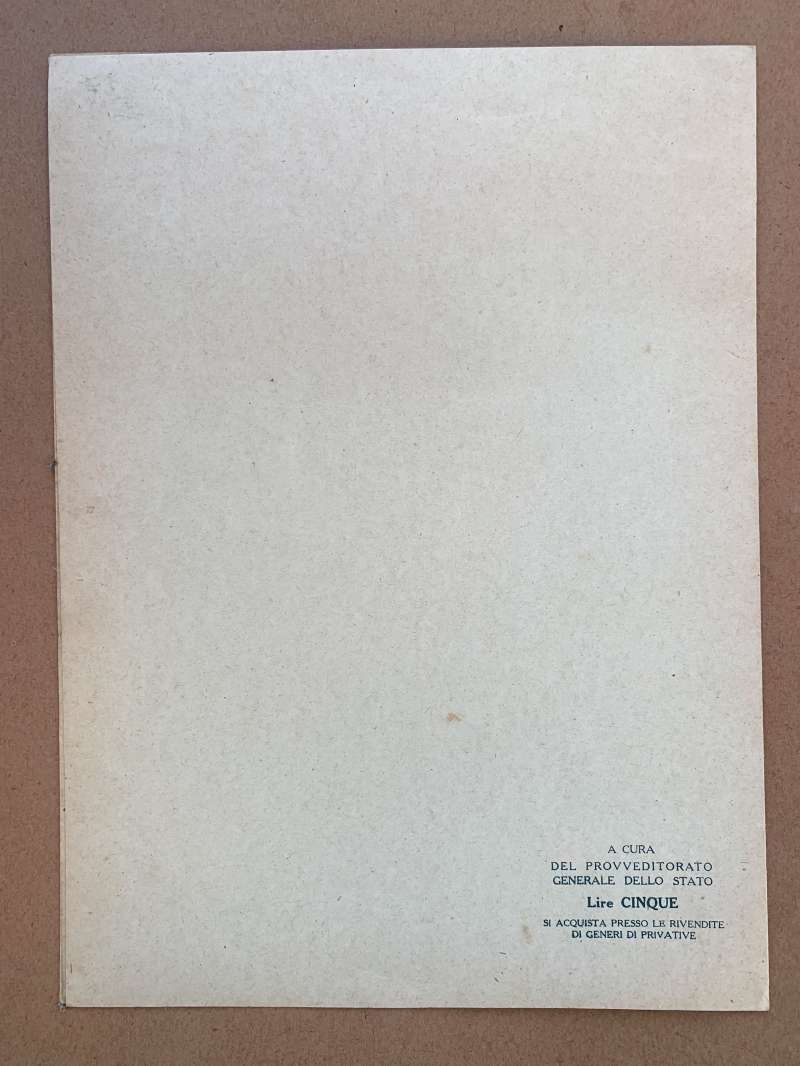 A CURA
DEL PROVVEDITORATO
GENERALE DELLO STATO
Lire CINQUE
SI ACQUISTA PRESSO LE RIVENDITE
DI GENERI DI PRIVATIVE